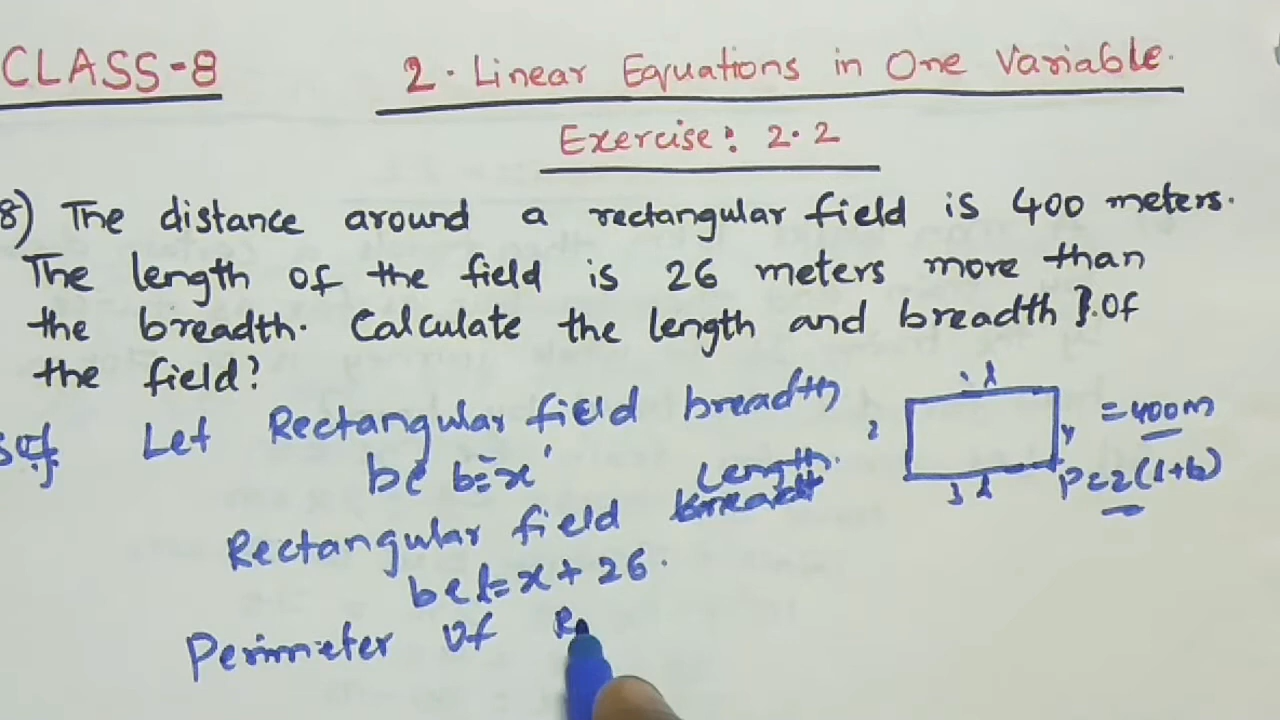 CLASS-8
2. Linear Equations in One Variable.
Exercise: 2.2
8) The distance around a rectangular field is 400 meters.
The length of the field is 26 meters more than
the breadth. Calculate the length and breadth of
the field?
Sol Let Rectangular field breadth
be b=x
= 400m
P=2(l+b)
Rectangular field Length
be l=x+26.
Perimeter of R